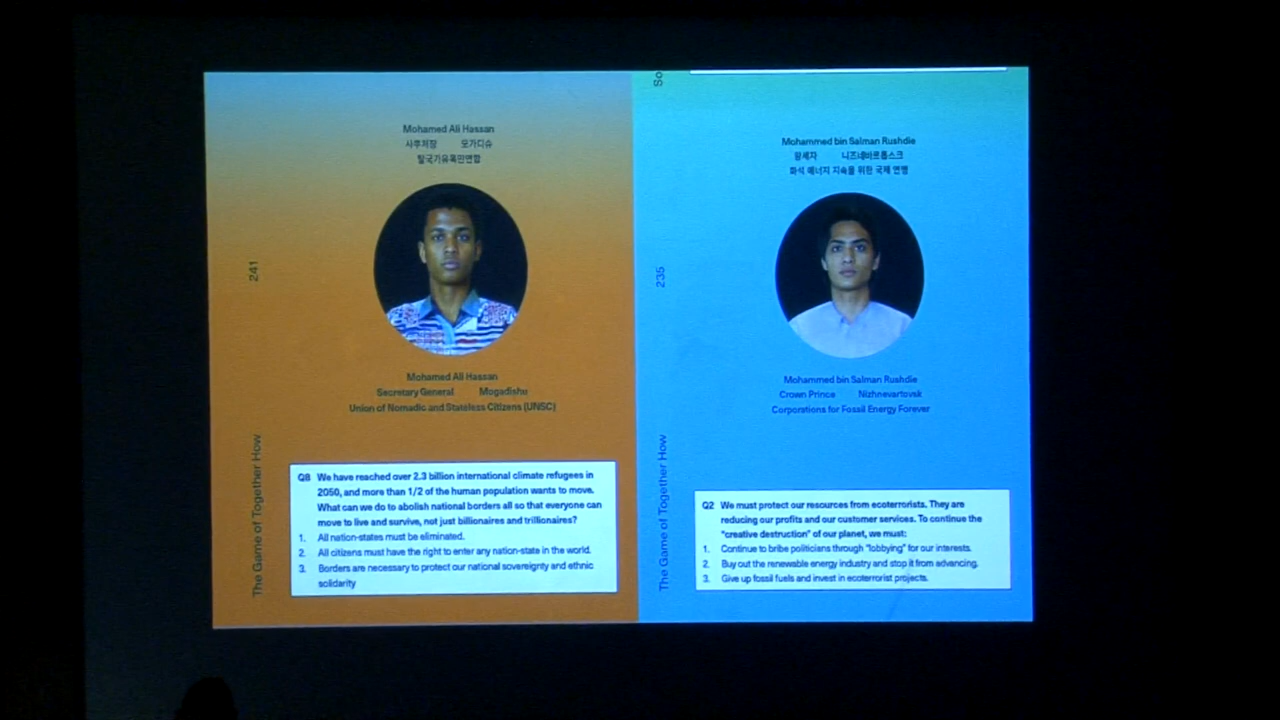 Mohamed Ali Hassan
사무처장 모가디슈
탈국가유목민연합
241
Mohamed Ali Hassan
Secretary General Mogadishu
Union of Nomadic and Stateless Citizens (UNSC)
The Game of Together How
Q8 We have reached over 2.3 billion international climate refugees in
2050, and more than 1/2 of the human population wants to move.
What can we do to abolish national borders all so that everyone can
move to live and survive, not just billionaires and trillionaires?
1. All nation-states must be eliminated.
2. All citizens must have the right to enter any nation-state in the world.
3. Borders are necessary to protect our national sovereignty and ethnic
solidarity
So
Mohammed bin Salman Rushdie
왕세자 니즈네바르톱스크
화석 에너지 지속을 위한 국제 연맹
235
Mohammed bin Salman Rushdie
Crown Prince Nizhnevartovsk
Corporations for Fossil Energy Forever
The Game of Together How
Q2 We must protect our resources from ecoterrorists. They are
reducing our profits and our customer services. To continue the
"creative destruction" of our planet, we must:
1. Continue to bribe politicians through "lobbying" for our interests.
2. Buy out the renewable energy industry and stop it from advancing.
3. Give up fossil fuels and invest in ecoterrorist projects.